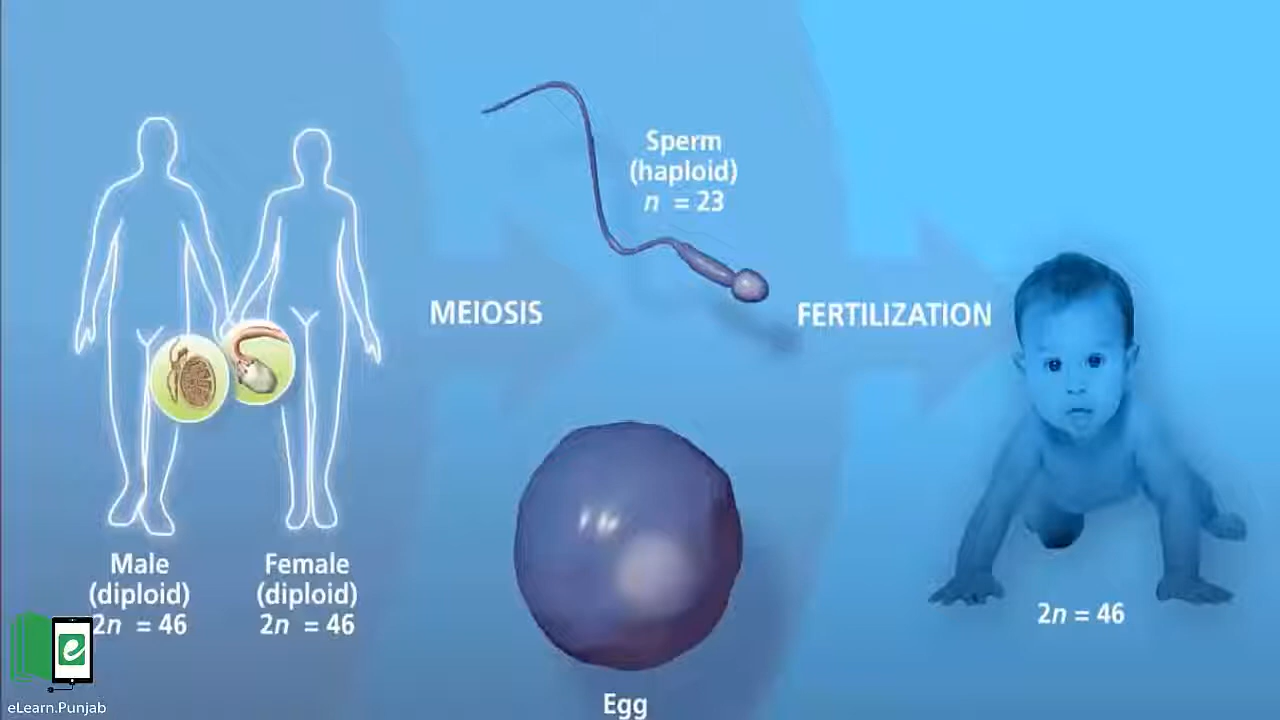 Sperm
(haploid)
n = 23
MEIOSIS
FERTILIZATION
Male
(diploid)
2n = 46
Female
(diploid)
2n = 46
2n = 46
Egg
e
eLearn.Punjab